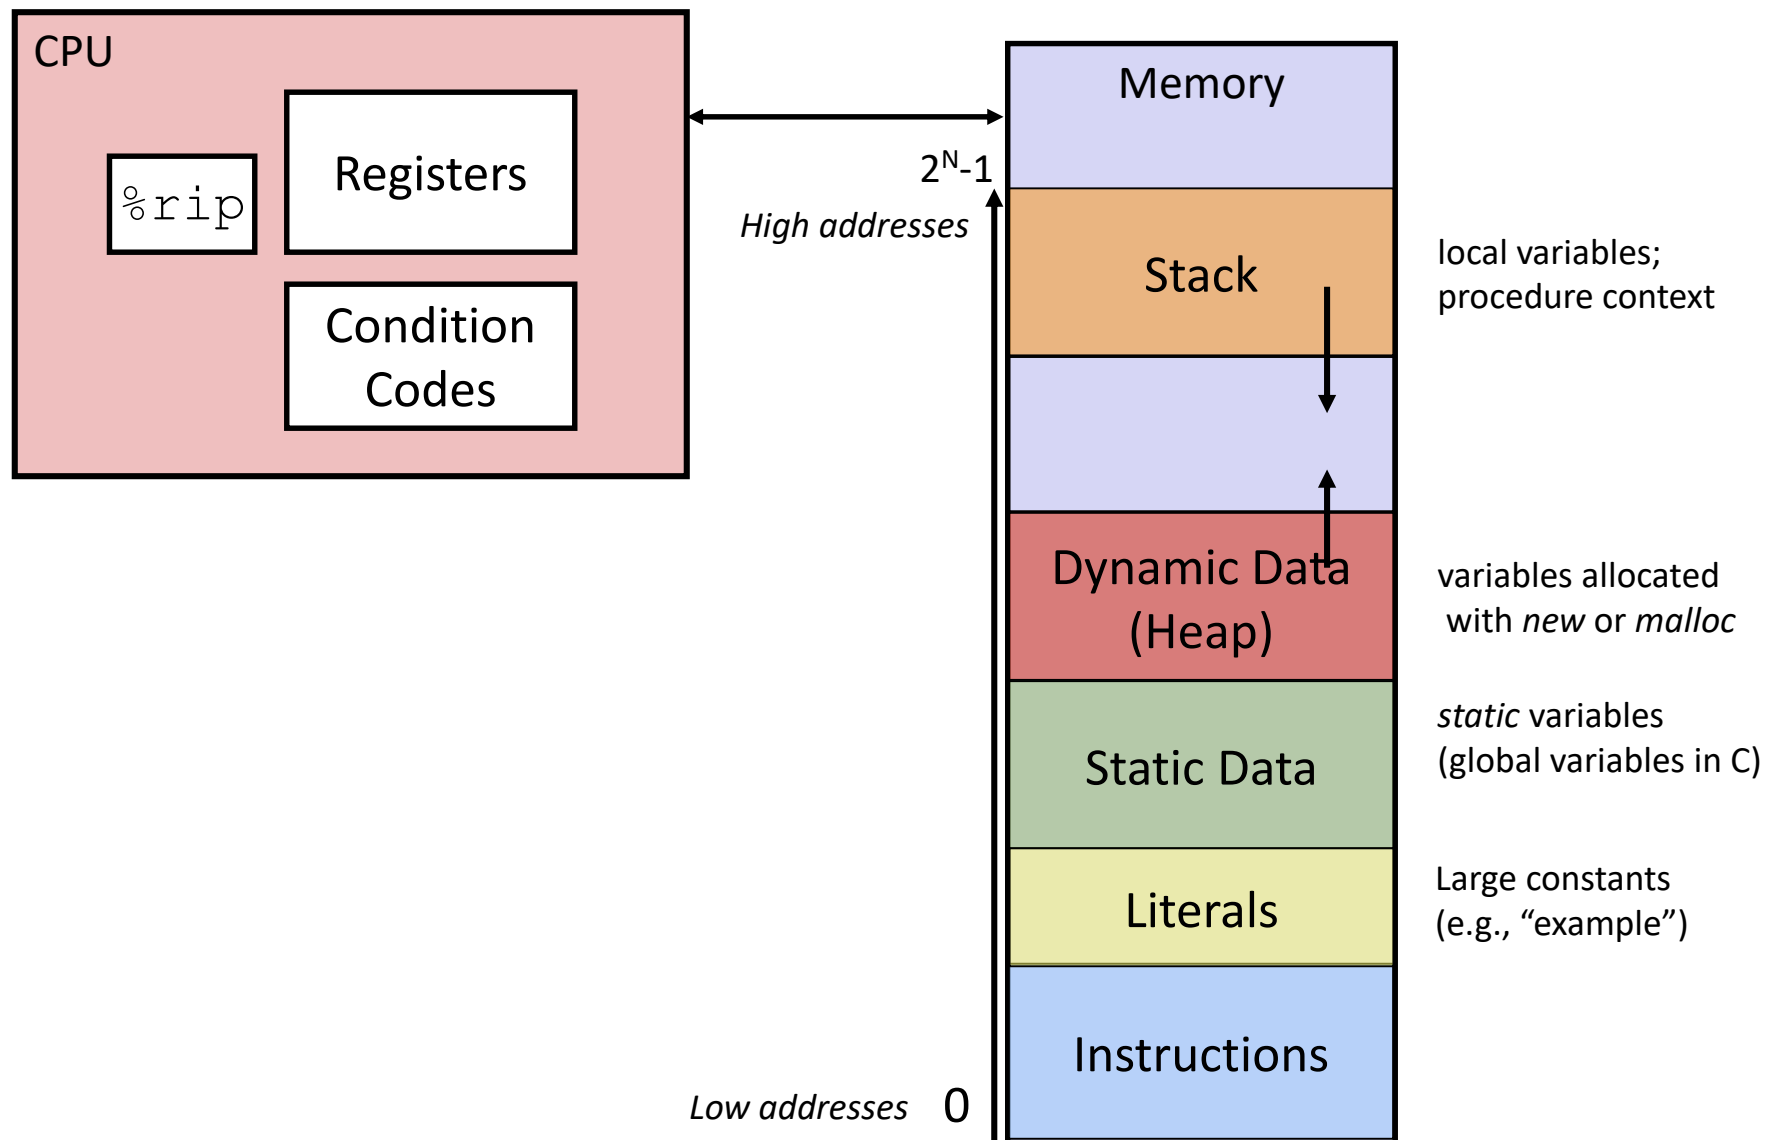 CPU
%rip
Registers
Condition
Codes
Memory
2ᴺ-1
High addresses
Stack
local variables;
procedure context
Dynamic Data
(Heap)
variables allocated
with new or malloc
Static Data
static variables
(global variables in C)
Literals
Large constants
(e.g., “example”)
Instructions
Low addresses 0